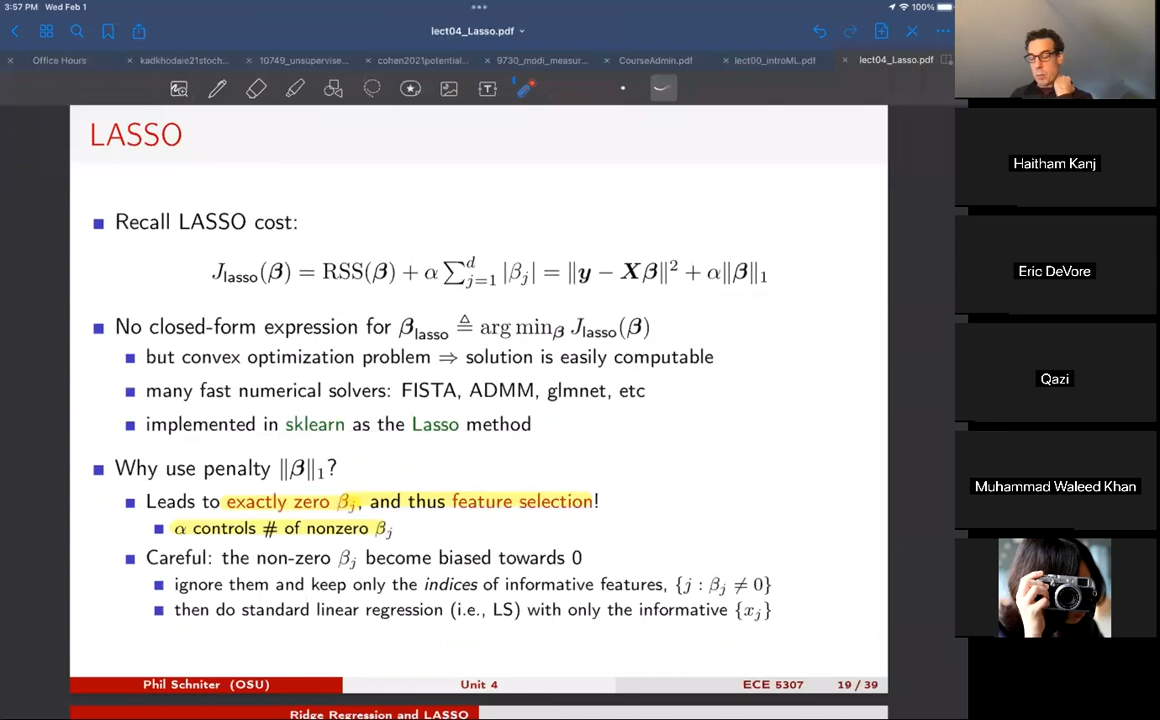 3:57 PM Wed Feb 1
100%
lect04_Lasso.pdf
Office Hours
kadkhodaie21stoch...
10749_unsupervise...
cohen2021potential...
9730_modi_measur...
CourseAdmin.pdf
lect00_introML.pdf
lect04_Lasso.pdf
LASSO
Recall LASSO cost:
J_lasso(β) = RSS(β) + α ∑_{j=1}^{d} |β_j| = ‖y − Xβ‖² + α‖β‖₁
No closed-form expression for β_lasso ≜ arg min_β J_lasso(β)
but convex optimization problem ⇒ solution is easily computable
many fast numerical solvers: FISTA, ADMM, glmnet, etc
implemented in sklearn as the Lasso method
Why use penalty ‖β‖₁?
Leads to exactly zero β_j, and thus feature selection!
α controls # of nonzero β_j
Careful: the non-zero β_j become biased towards 0
ignore them and keep only the indices of informative features, {j : β_j ≠ 0}
then do standard linear regression (i.e., LS) with only the informative {x_j}
Phil Schniter (OSU) Unit 4 ECE 5307 19 / 39
Ridge Regression and LASSO
Haitham Kanj
Eric DeVore
Qazi
Muhammad Waleed Khan